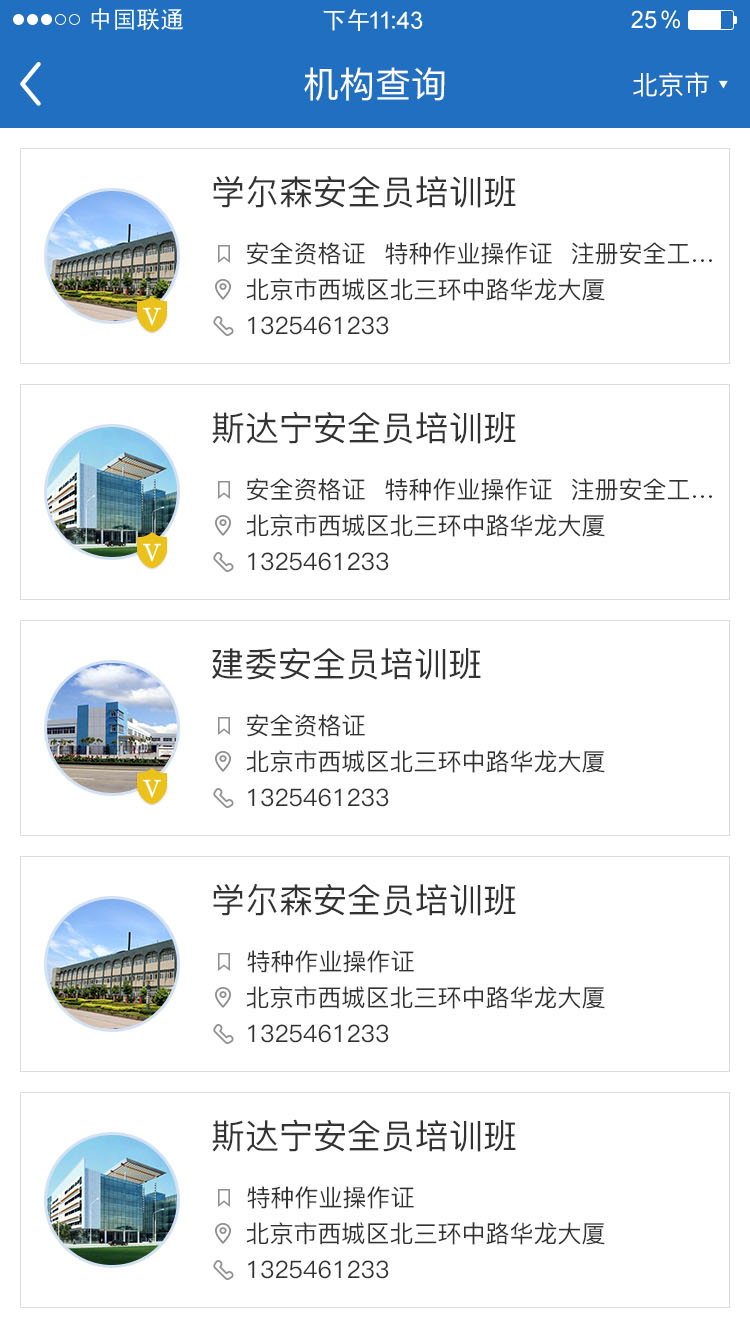 中国联通 下午11:43 25%
机构查询 北京市
学尔森安全员培训班
安全资格证 特种作业操作证 注册安全工...
北京市西城区北三环中路华龙大厦
1325461233
V
斯达宁安全员培训班
安全资格证 特种作业操作证 注册安全工...
北京市西城区北三环中路华龙大厦
1325461233
V
建委安全员培训班
安全资格证
北京市西城区北三环中路华龙大厦
1325461233
V
学尔森安全员培训班
特种作业操作证
北京市西城区北三环中路华龙大厦
1325461233
斯达宁安全员培训班
特种作业操作证
北京市西城区北三环中路华龙大厦
1325461233